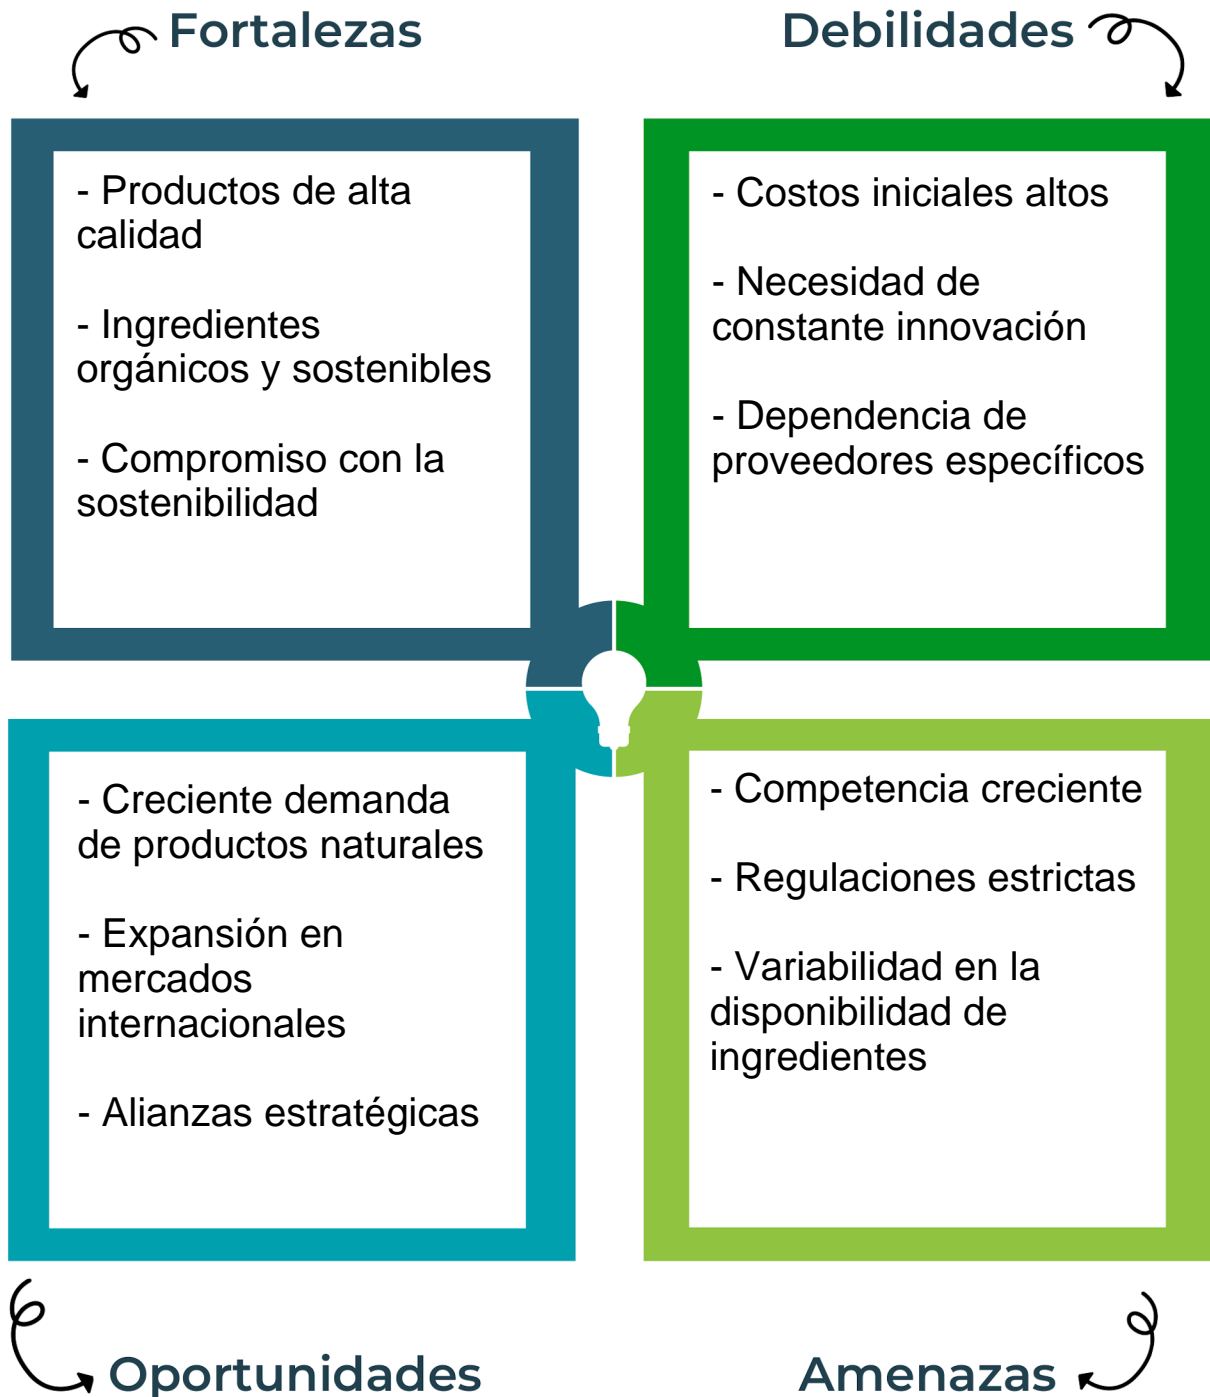 Fortalezas
- Productos de alta
calidad
- Ingredientes
orgánicos y sostenibles
- Compromiso con la
sostenibilidad
Debilidades
- Costos iniciales altos
- Necesidad de
constante innovación
- Dependencia de
proveedores específicos
- Creciente demanda
de productos naturales
- Expansión en
mercados
internacionales
- Alianzas estratégicas
Oportunidades
- Competencia creciente
- Regulaciones estrictas
- Variabilidad en la
disponibilidad de
ingredientes
Amenazas